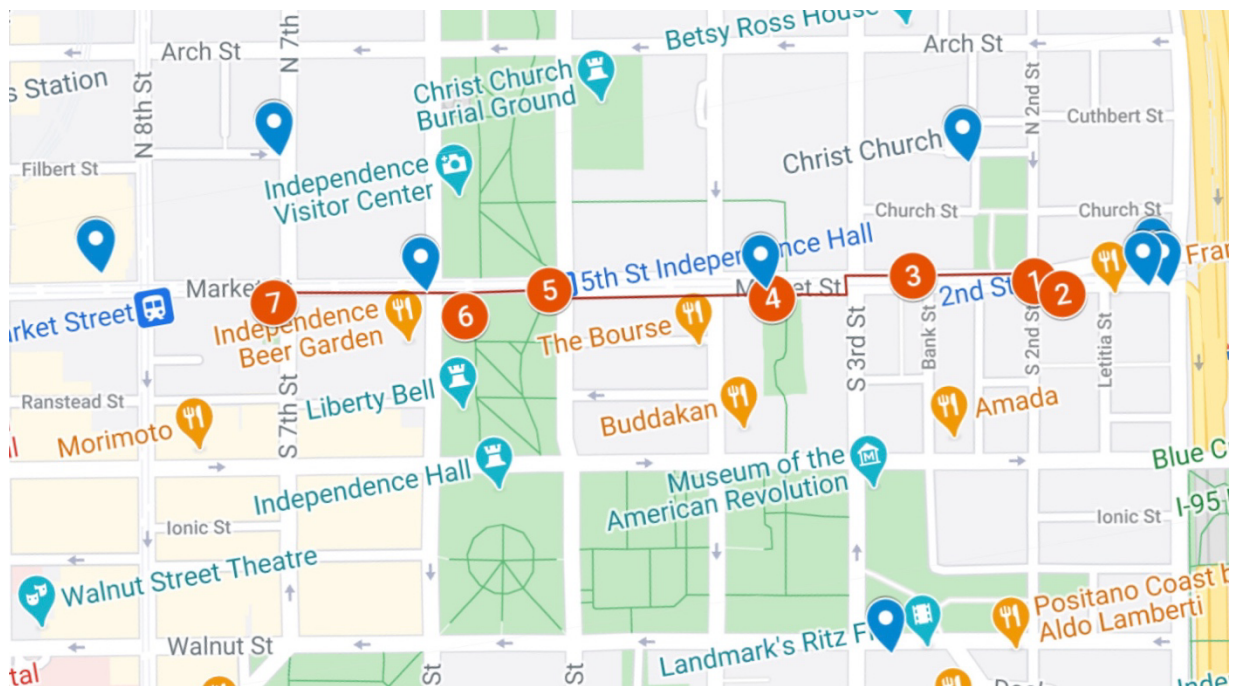 Betsy Ross House
Arch St
N 7th
Arch St
s Station
N 8th St
Christ Church
Burial Ground
N 2nd St
Cuthbert St
Filbert St
Independence
Visitor Center
Christ Church
Church St
Church St
5th St Independence Hall
Fran
Market
7
5
6
4
Market St
3
2nd St
1
2
arket Street
Independence
Beer Garden
The Bourse
S 3rd St
Bank St
S 2nd St
Letitia St
Ranstead St
Liberty Bell
Morimoto
S 7th St
Buddakan
Amada
Independence Hall
Museum of the
American Revolution
Blue C
I-95
Ionic St
Ionic St
Walnut Street Theatre
Positano Coast b
Aldo Lamberti
Walnut St
Landmark's Ritz F
St
St
tal
Inde